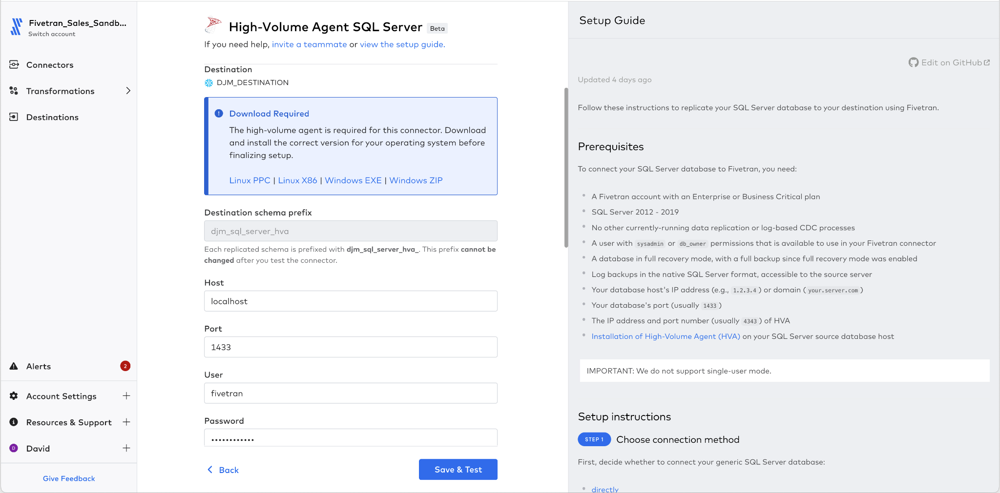 Fivetran_Sales_Sandb...
Switch account
Connectors
Transformations
Destinations
Alerts
2
Account Settings
Resources & Support
D
David
Give Feedback
High-Volume Agent SQL Server
Beta
If you need help, invite a teammate or view the setup guide.
Destination
DJM_DESTINATION
Download Required
The high-volume agent is required for this connector. Download
and install the correct version for your operating system before
finalizing setup.
Linux PPC | Linux X86 | Windows EXE | Windows ZIP
Destination schema prefix
djm_sql_server_hva
Each replicated schema is prefixed with djm_sql_server_hva_. This prefix cannot be
changed after you test the connector.
Host
localhost
Port
1433
User
fivetran
Password
••••••••••••
Back
Save & Test
Setup Guide
Edit on GitHub
Updated 4 days ago
Follow these instructions to replicate your SQL Server database to your destination using Fivetran.
Prerequisites
To connect your SQL Server database to Fivetran, you need:
• A Fivetran account with an Enterprise or Business Critical plan
• SQL Server 2012 - 2019
• No other currently-running data replication or log-based CDC processes
• A user with sysadmin or db_owner permissions that is available to use in your Fivetran connector
• A database in full recovery mode, with a full backup since full recovery mode was enabled
• Log backups in the native SQL Server format, accessible to the source server
• Your database host's IP address (e.g., 1.2.3.4 ) or domain ( your.server.com )
• Your database's port (usually 1433 )
• The IP address and port number (usually 4343 ) of HVA
• Installation of High-Volume Agent (HVA) on your SQL Server source database host
IMPORTANT: We do not support single-user mode.
Setup instructions
STEP 1
Choose connection method
First, decide whether to connect your generic SQL Server database:
• directly